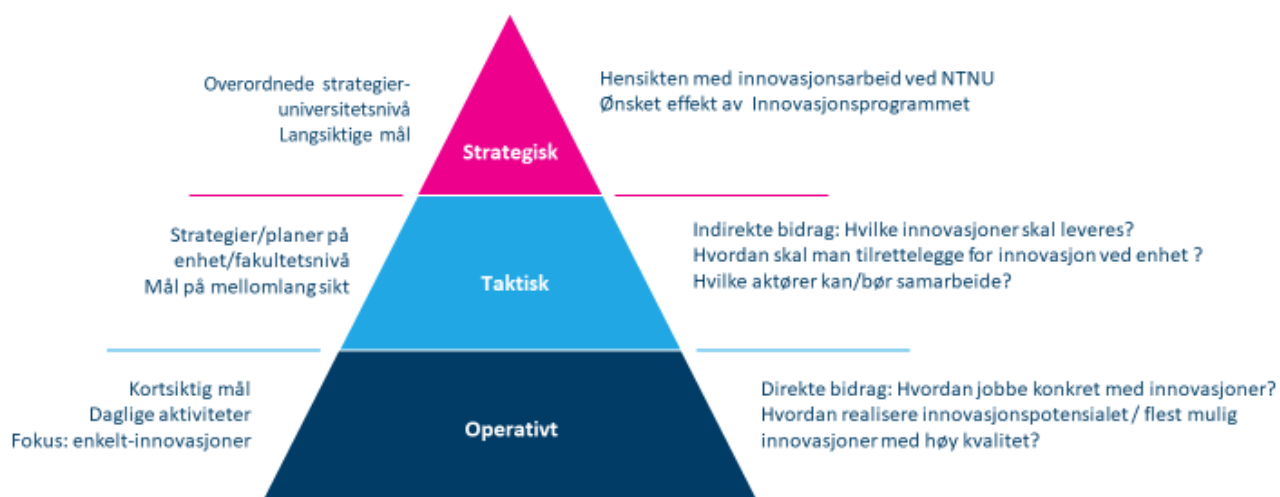 Overordnede strategier-
universitetsnivå
Langsiktige mål
Strategisk
Hensikten med innovasjonsarbeid ved NTNU
Ønsket effekt av Innovasjonsprogrammet
Strategier/planer på
enhet/fakultetsnivå
Mål på mellomlang sikt
Taktisk
Indirekte bidrag: Hvilke innovasjoner skal leveres?
Hvordan skal man tilrettelegge for innovasjon ved enhet ?
Hvilke aktører kan/bør samarbeide?
Kortsiktig mål
Daglige aktiviteter
Fokus: enkelt-innovasjoner
Operativt
Direkte bidrag: Hvordan jobbe konkret med innovasjoner?
Hvordan realisere innovasjonspotensialet / flest mulig
innovasjoner med høy kvalitet?